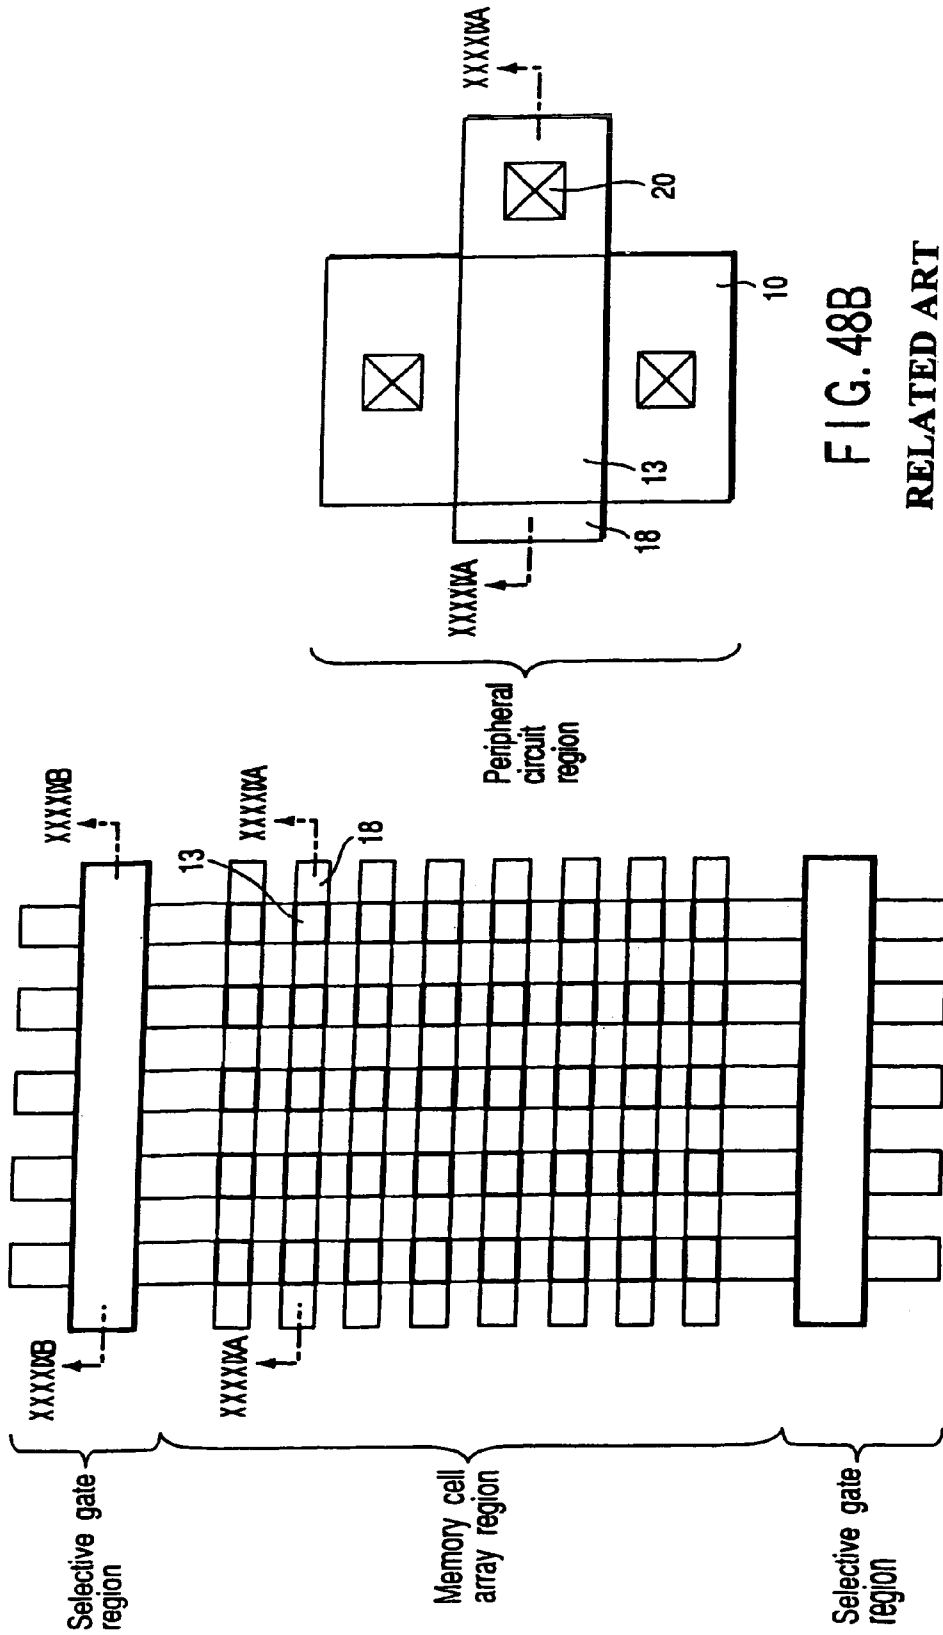 Selective gate
region
Memory cell
array region
Selective gate
region
XXXXIXB
XXXXIXB
XXXXIXA
XXXXIXA
13
18
Peripheral
circuit
region
XXXXIXA
XXXXIXA
18
13
20
10
FIG. 48B
RELATED ART